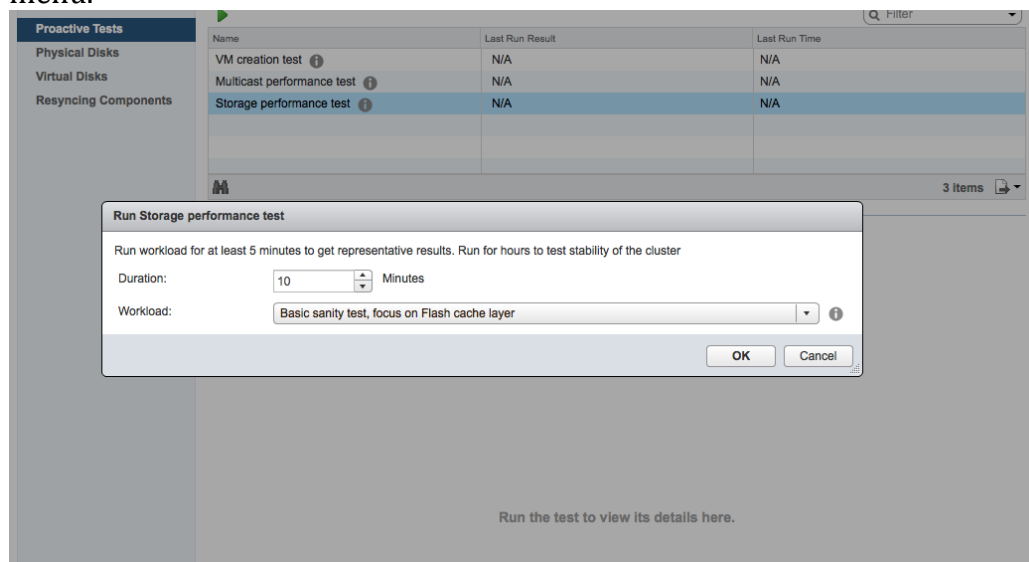 menu.
Filter
Proactive Tests
Physical Disks
Virtual Disks
Resyncing Components
Name Last Run Result Last Run Time
VM creation test N/A N/A
Multicast performance test N/A N/A
Storage performance test N/A N/A
3 items
Run Storage performance test
Run workload for at least 5 minutes to get representative results. Run for hours to test stability of the cluster
Duration: 10 Minutes
Workload: Basic sanity test, focus on Flash cache layer
OK Cancel
Run the test to view its details here.